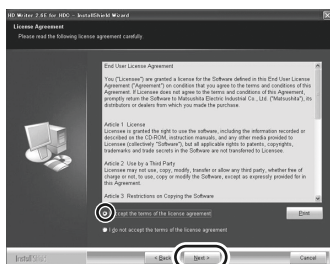 HD Writer 2.6E for HDC - InstallShield Wizard
License Agreement
Please read the following license agreement carefully.
End User License Agreement
You ("Licensee") are granted a license for the Software defined in this End User License
Agreement ("Agreement") on condition that you agree to the terms and conditions of this
Agreement. If Licensee does not agree to the terms and conditions of this Agreement,
promptly return the Software to Matsushita Electric Industrial Co., Ltd. ("Matsushita"), its
distributors or dealers from which you made the purchase.
Article 1 License
Licensee is granted the right to use the software, including the information recorded or
described on the CD-ROM, instruction manuals, and any other media provided to
Licensee (collectively "Software"), but all applicable rights to patents, copyrights,
trademarks and trade secrets in the Software are not transferred to Licensee.
Article 2 Use by a Third Party
Licensee may not use, copy, modify, transfer or allow any third party, whether free of
charge or not, to use, copy or modify the Software, except as expressly provided for in
this Agreement.
Article 3 Restrictions on Copying the Software
accept the terms of the license agreement
Print
I do not accept the terms of the license agreement
InstallShield
< Back
Next >
Cancel